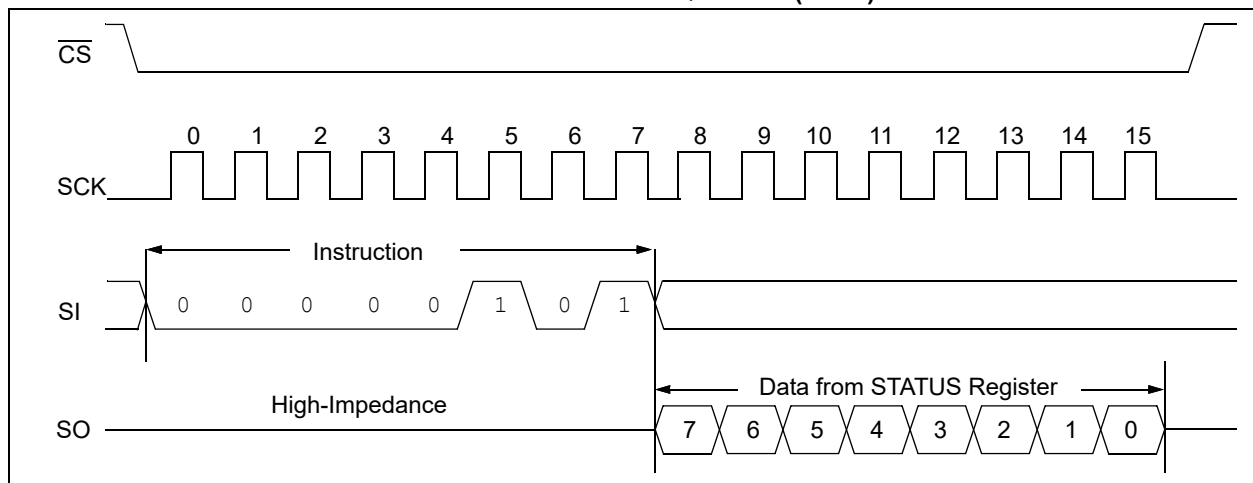 CS
0 1 2 3 4 5 6 7 8 9 10 11 12 13 14 15
SCK
Instruction
SI 0 0 0 0 0 1 0 1
Data from STATUS Register
High-Impedance
SO 7 6 5 4 3 2 1 0